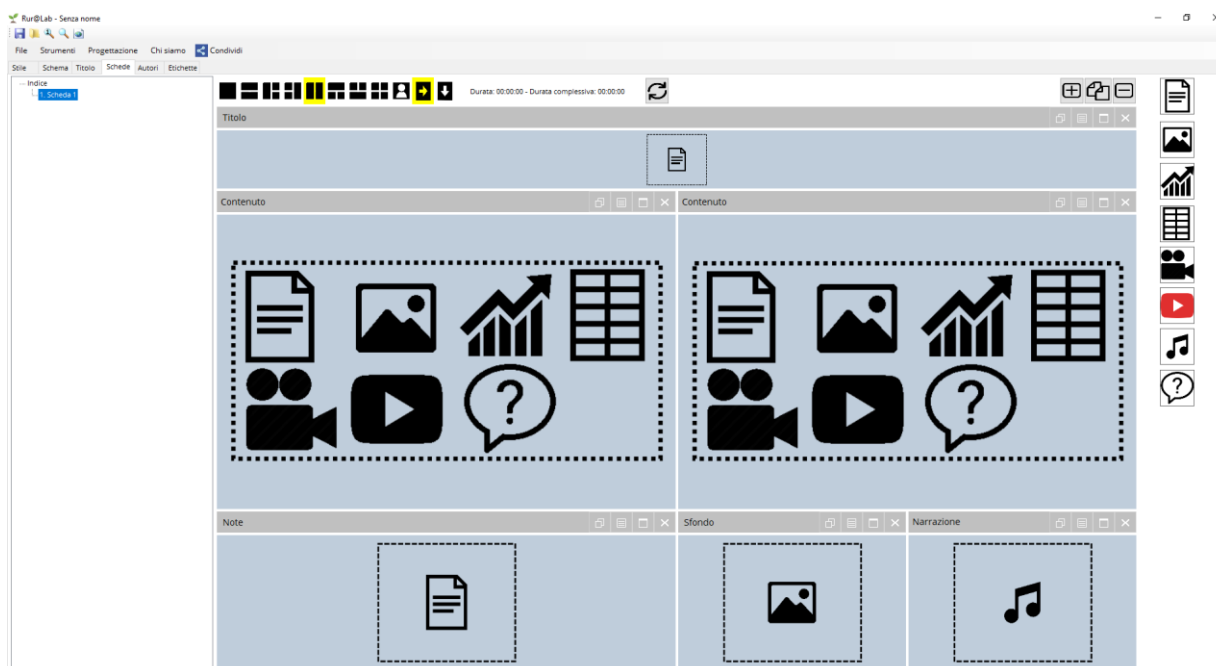 Rur@Lab - Senza nome
File Strumenti Progettazione Chi siamo Condividi
Stile Schema Titolo Schede Autori Etichette
Indice
1. Scheda 1
Durata: 00:00:00 - Durata complessiva: 00:00:00
Titolo
Contenuto Contenuto
Note Sfondo Narrazione